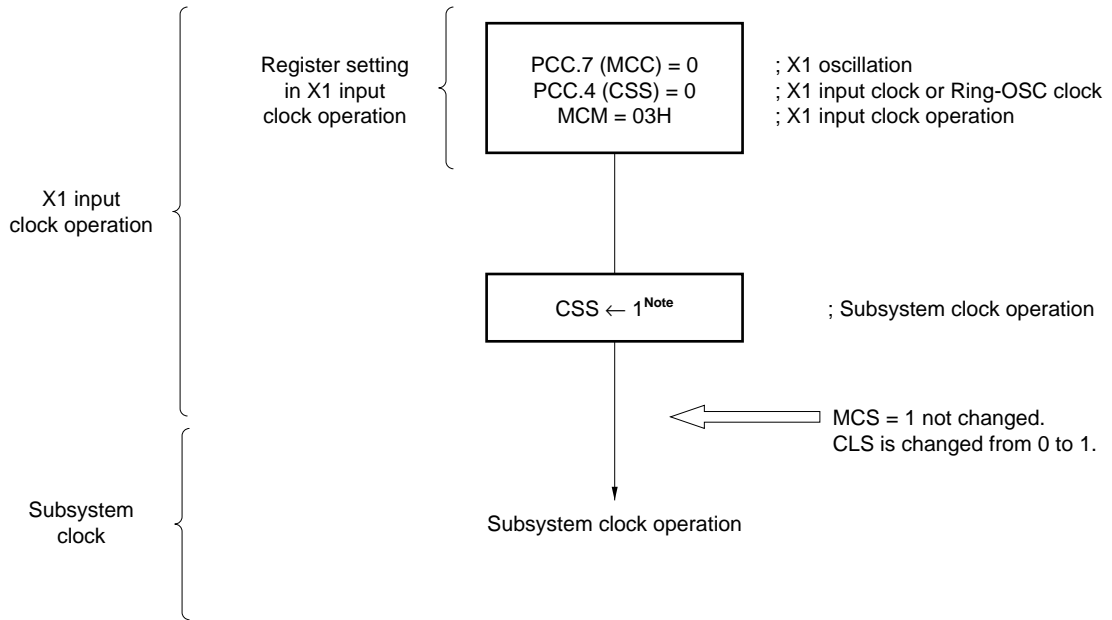 Register setting
in X1 input
clock operation
PCC.7 (MCC) = 0
PCC.4 (CSS) = 0
MCM = 03H
; X1 oscillation
; X1 input clock or Ring-OSC clock
; X1 input clock operation
X1 input
clock operation
CSS ← 1Note
; Subsystem clock operation
MCS = 1 not changed.
CLS is changed from 0 to 1.
Subsystem
clock
Subsystem clock operation